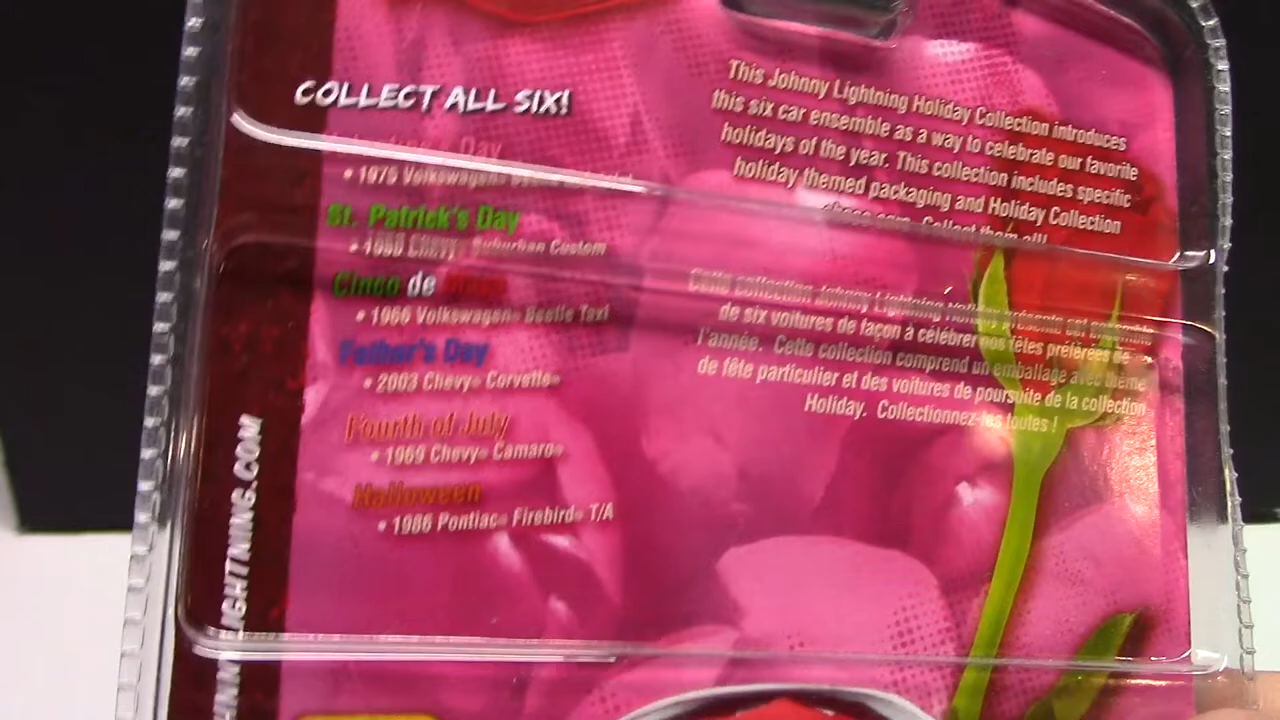 COLLECT ALL SIX!
Day
• 1975 Volkswagen®
St. Patrick's Day
• Chevy® Suburban Custom
Cinco de
• 1966 Volkswagen® Beetle Taxi
Father's Day
• 2003 Chevy® Corvette®
Fourth of July
• 1969 Chevy® Camaro®
Halloween
• 1986 Pontiac® Firebird® T/A
This Johnny Lightning Holiday Collection introduces
this six car ensemble as a way to celebrate our favorite
holidays of the year. This collection includes specific
holiday themed packaging and Holiday Collection
chase cars. Collect them all!
Cette collection Johnny Lightning Holiday présente cet ensemble
de six voitures de façon à célébrer nos fêtes préférées de
l'année. Cette collection comprend un emballage avec thème
de fête particulier et des voitures de poursuite de la collection
Holiday. Collectionnez-les toutes !
LIGHTNING.COM